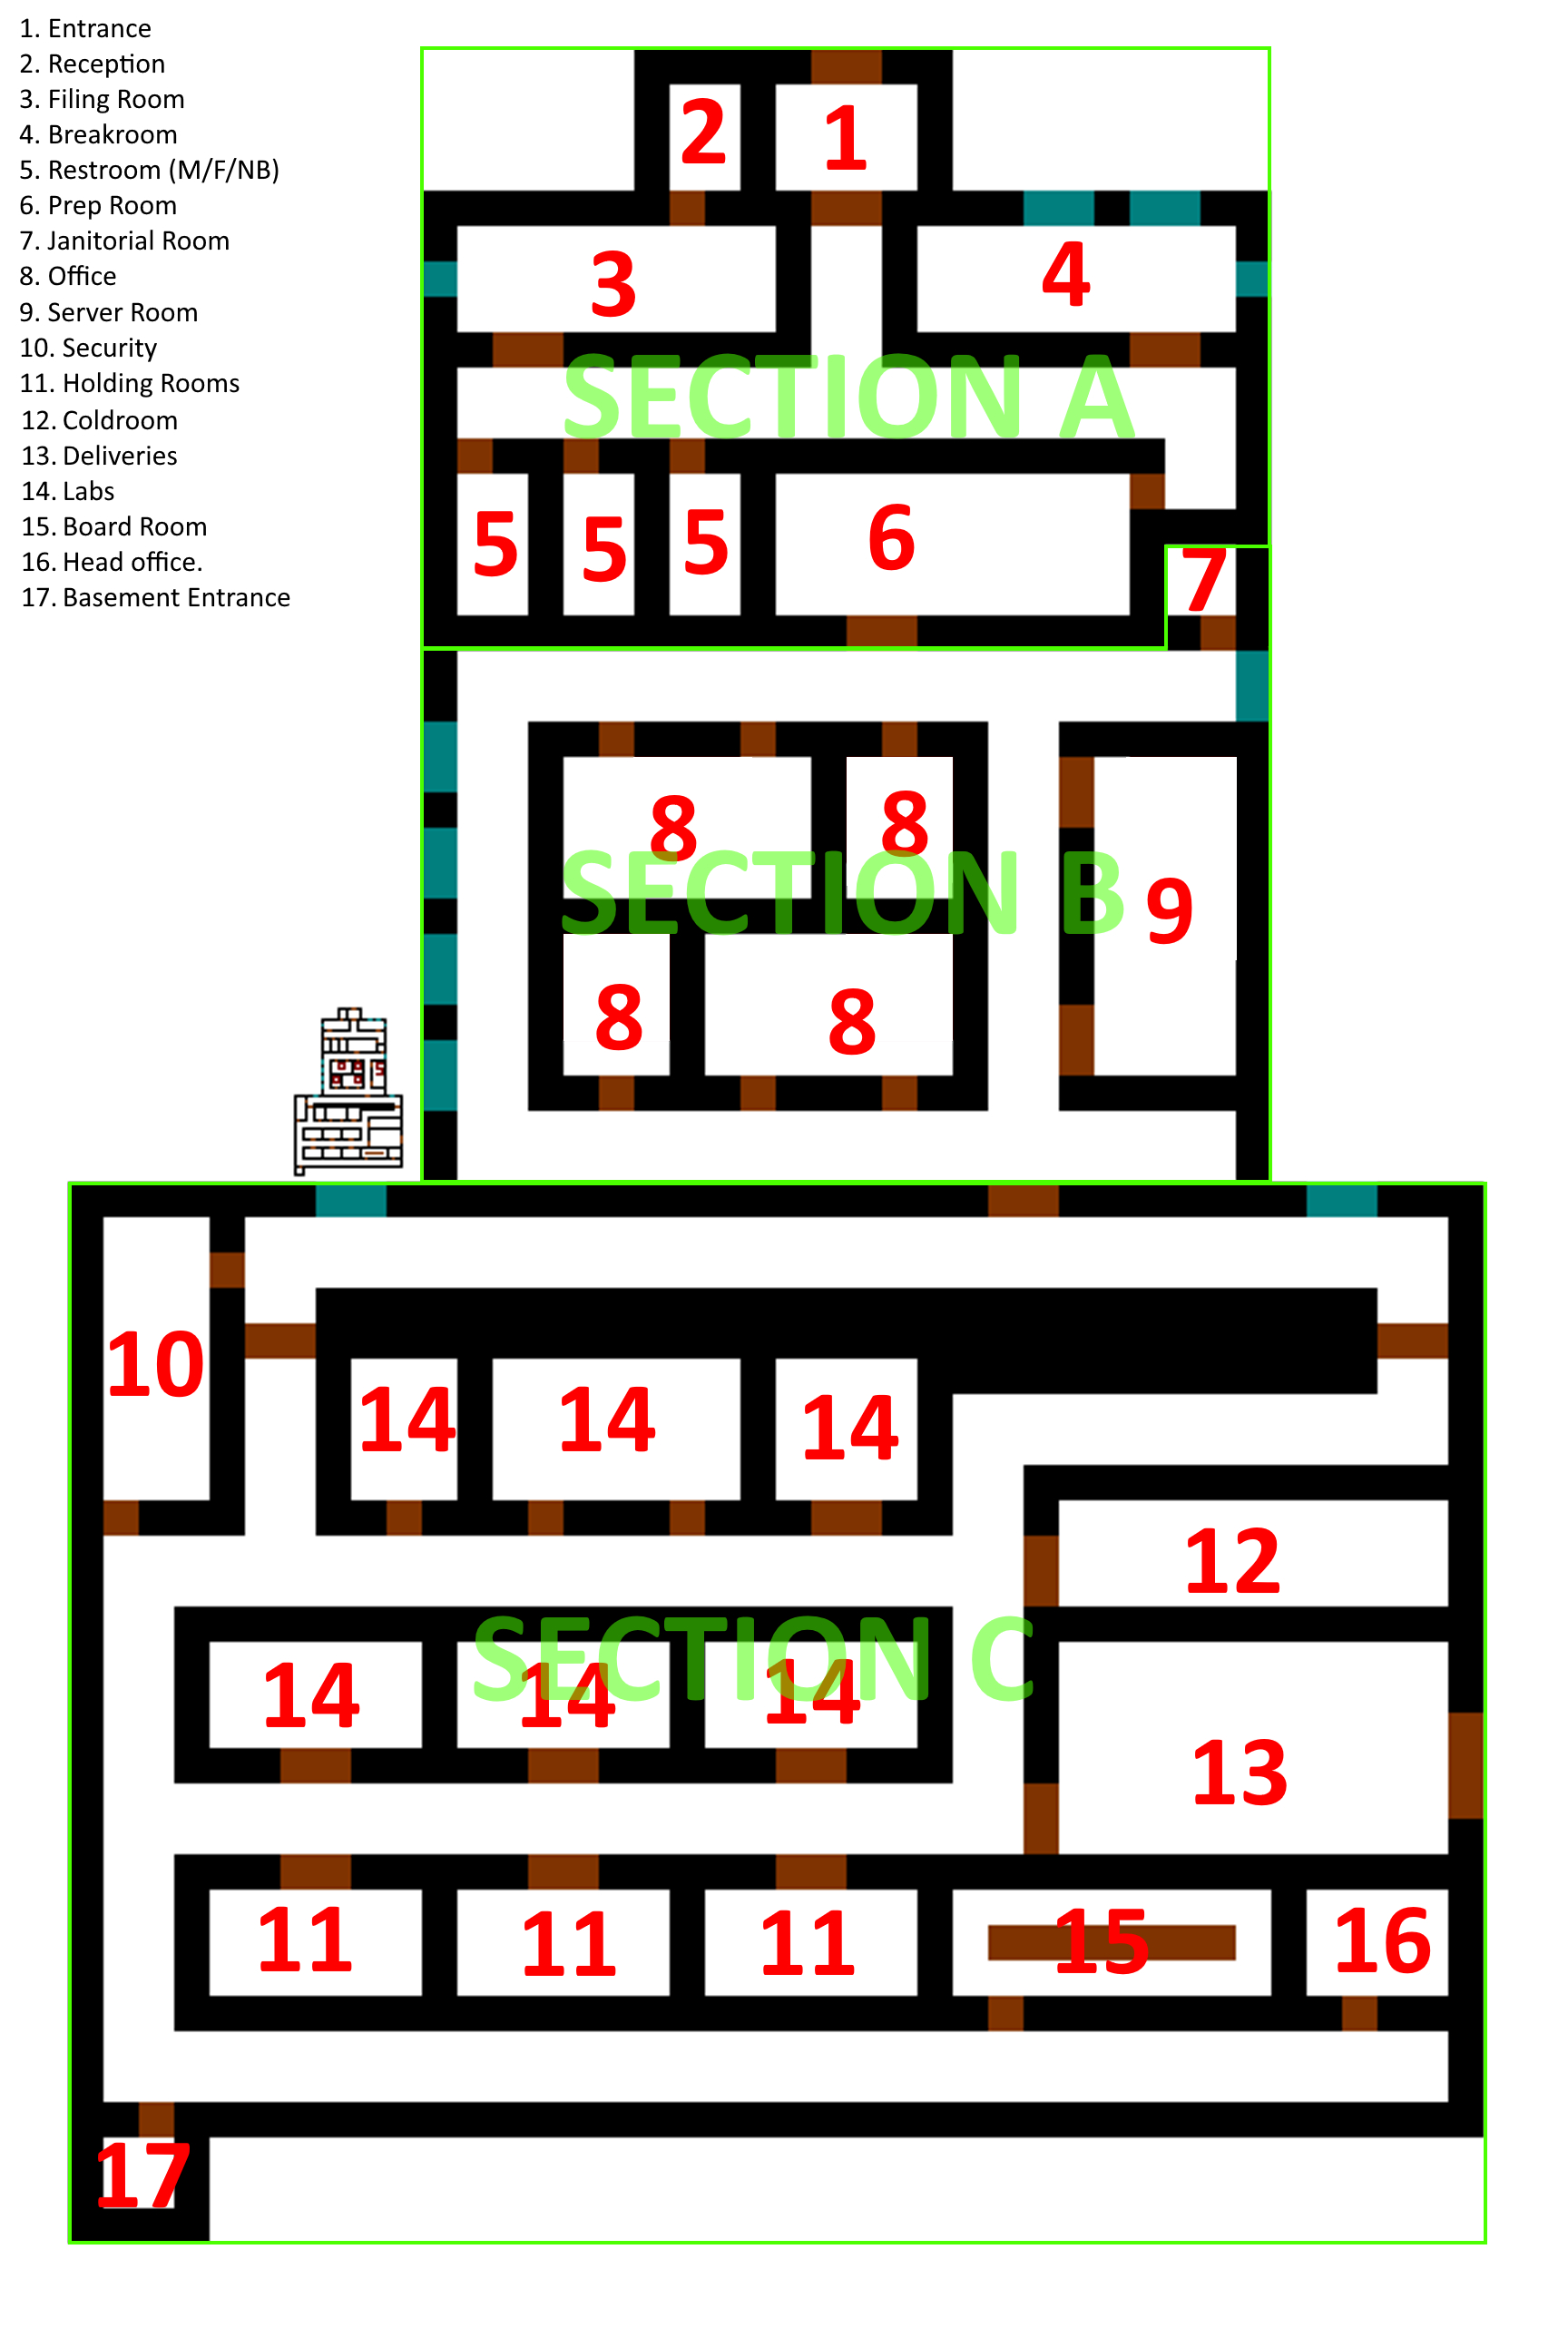 1. Entrance
2. Reception
3. Filing Room
4. Breakroom
5. Restroom (M/F/NB)
6. Prep Room
7. Janitorial Room
8. Office
9. Server Room
10. Security
11. Holding Rooms
12. Coldroom
13. Deliveries
14. Labs
15. Board Room
16. Head office.
17. Basement Entrance
2 1
3 4
SECTION A
5 5 5 6
7
8 8
SECTION B
9
8 8
10 14 14 14
12
SECTION C
14 14 14
13
11 11 11 15 16
17